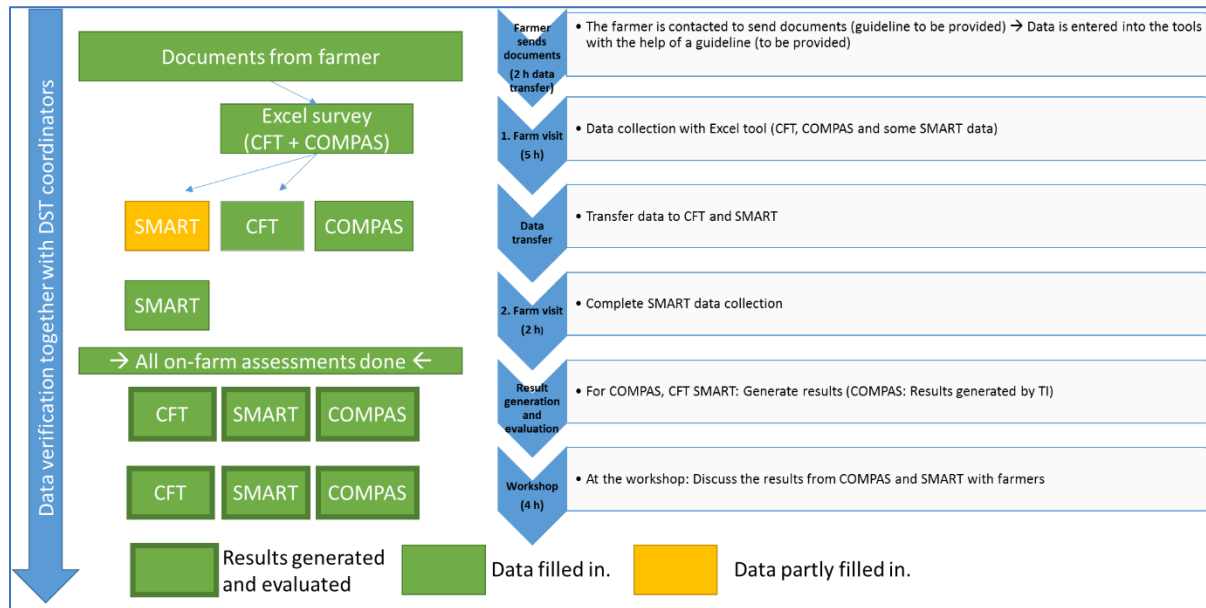 Data verification together with DST coordinators
Documents from farmer
Excel survey
(CFT + COMPAS)
SMART
CFT
COMPAS
SMART
→ All on-farm assessments done ←
CFT
SMART
COMPAS
CFT
SMART
COMPAS
Farmer
sends
documents
(2 h data
transfer)
• The farmer is contacted to send documents (guideline to be provided) → Data is entered into the tools
with the help of a guideline (to be provided)
1. Farm visit
(5 h)
• Data collection with Excel tool (CFT, COMPAS and some SMART data)
Data
transfer
• Transfer data to CFT and SMART
2. Farm visit
(2 h)
• Complete SMART data collection
Result
generation
and
evaluation
• For COMPAS, CFT SMART: Generate results (COMPAS: Results generated by TI)
Workshop
(4 h)
• At the workshop: Discuss the results from COMPAS and SMART with farmers
Results generated
and evaluated
Data filled in.
Data partly filled in.